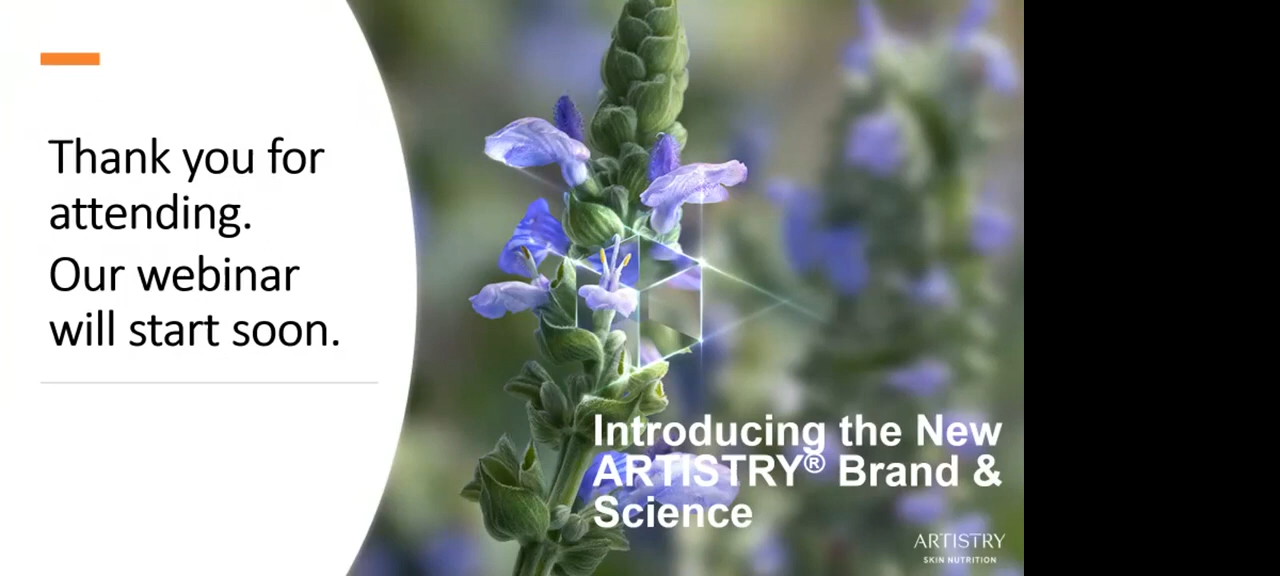 Thank you for
attending.
Our webinar
will start soon.
Introducing the New
ARTISTRY® Brand &
Science
ARTISTRY
SKIN NUTRITION